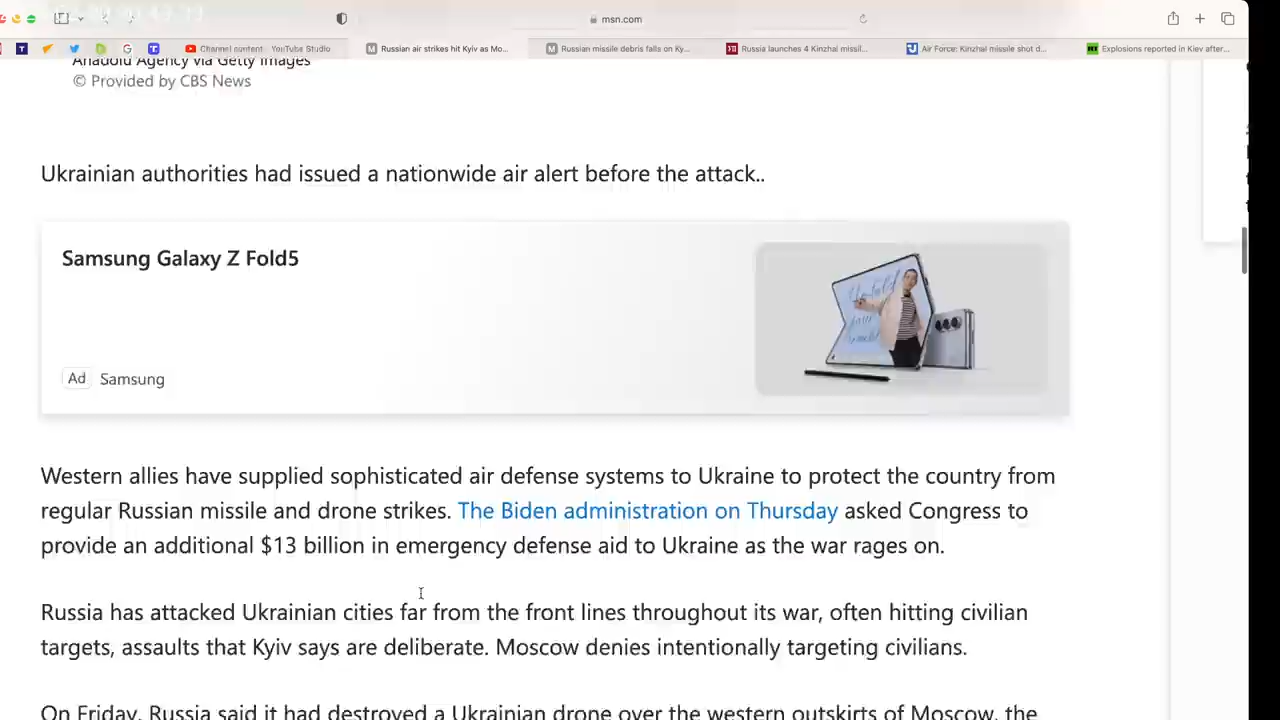 msn.com
Channel content - YouTube Studio
Russian air strikes hit Kyiv as Mo...
Russian missile debris falls on Ky...
Russia launches 4 Kinzhal missil...
Air Force: Kinzhal missile shot d...
Explosions reported in Kiev after...
Anadolu Agency via Getty Images
© Provided by CBS News
Ukrainian authorities had issued a nationwide air alert before the attack..
Samsung Galaxy Z Fold5
Ad Samsung
Western allies have supplied sophisticated air defense systems to Ukraine to protect the country from
regular Russian missile and drone strikes. The Biden administration on Thursday asked Congress to
provide an additional $13 billion in emergency defense aid to Ukraine as the war rages on.
Russia has attacked Ukrainian cities far from the front lines throughout its war, often hitting civilian
targets, assaults that Kyiv says are deliberate. Moscow denies intentionally targeting civilians.
On Friday, Russia said it had destroyed a Ukrainian drone over the western outskirts of Moscow, the